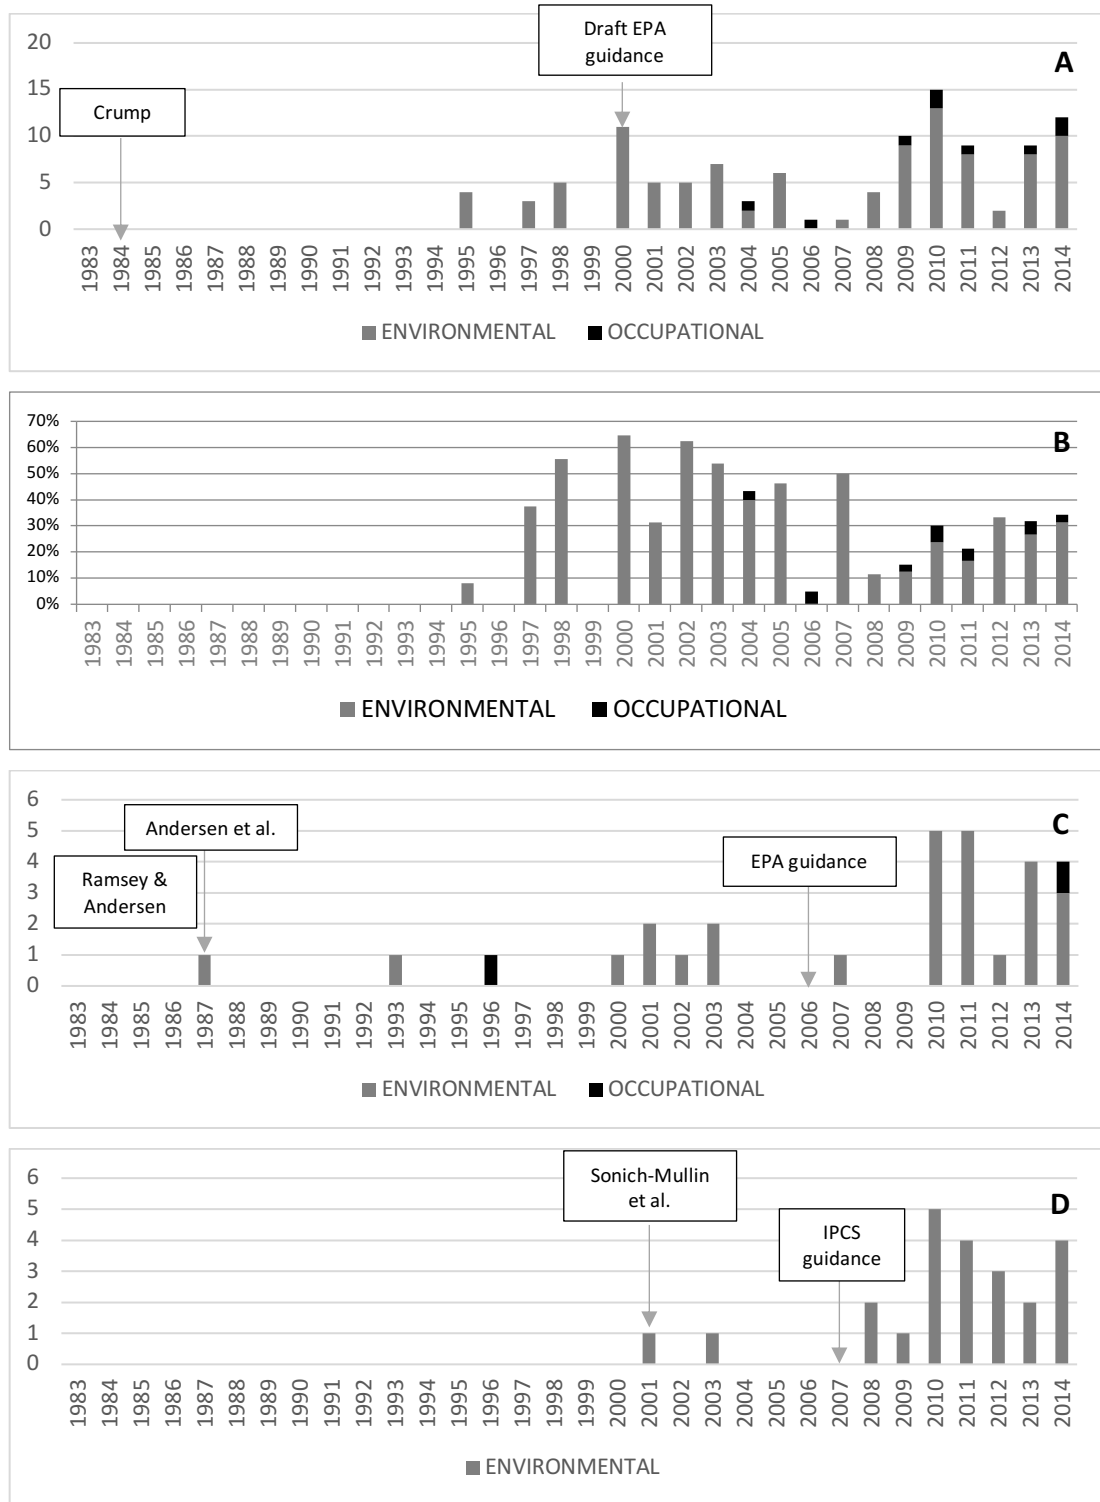 Draft EPA
guidance
A
Crump
20
15
10
5
0
1983 1984 1985 1986 1987 1988 1989 1990 1991 1992 1993 1994 1995 1996 1997 1998 1999 2000 2001 2002 2003 2004 2005 2006 2007 2008 2009 2010 2011 2012 2013 2014
ENVIRONMENTAL OCCUPATIONAL
B
70%
60%
50%
40%
30%
20%
10%
0%
1983 1984 1985 1986 1987 1988 1989 1990 1991 1992 1993 1994 1995 1996 1997 1998 1999 2000 2001 2002 2003 2004 2005 2006 2007 2008 2009 2010 2011 2012 2013 2014
ENVIRONMENTAL OCCUPATIONAL
C
Andersen et al.
Ramsey &
Andersen
EPA guidance
6
5
4
3
2
1
0
1983 1984 1985 1986 1987 1988 1989 1990 1991 1992 1993 1994 1995 1996 1997 1998 1999 2000 2001 2002 2003 2004 2005 2006 2007 2008 2009 2010 2011 2012 2013 2014
ENVIRONMENTAL OCCUPATIONAL
D
Sonich-Mullin
et al.
IPCS
guidance
6
5
4
3
2
1
0
1983 1984 1985 1986 1987 1988 1989 1990 1991 1992 1993 1994 1995 1996 1997 1998 1999 2000 2001 2002 2003 2004 2005 2006 2007 2008 2009 2010 2011 2012 2013 2014
ENVIRONMENTAL